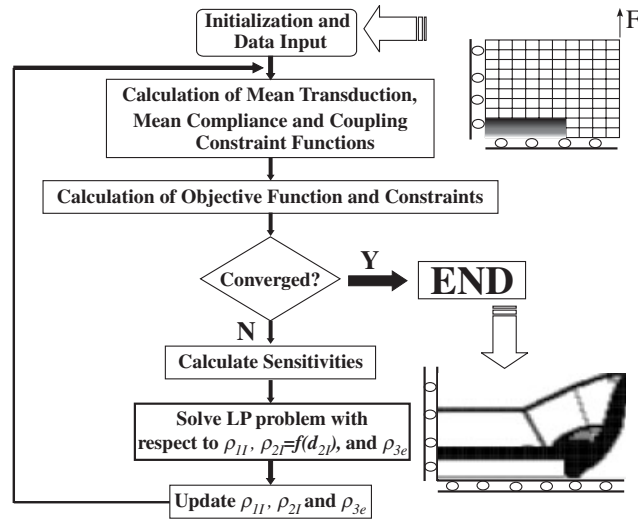 Initialization and
Data Input
F
Calculation of Mean Transduction,
Mean Compliance and Coupling
Constraint Functions
Calculation of Objective Function and Constraints
Converged?
Y
END
N
Calculate Sensitivities
Solve LP problem with
respect to ρ1I, ρ2I=f(d2I), and ρ3e
Update ρ1I, ρ2I and ρ3e